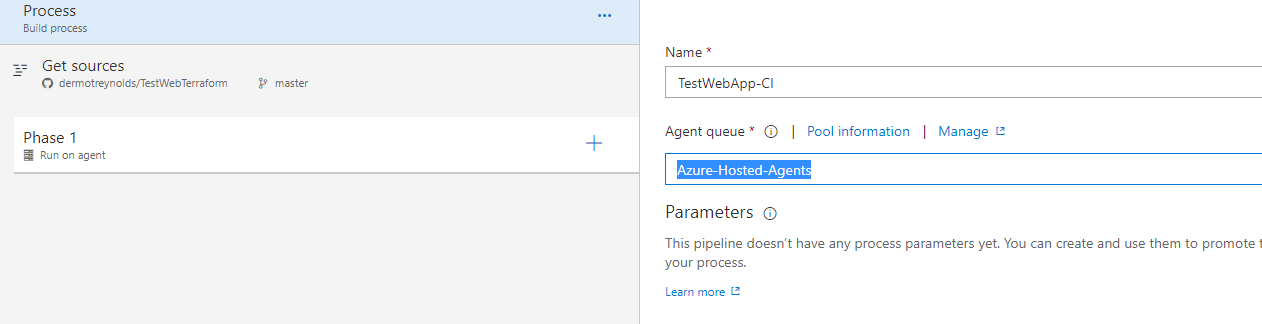 Process
Build process
...
Get sources
dermotreynolds/TestWebTerraform master
Phase 1
Run on agent
Name *
TestWebApp-CI
Agent queue * | Pool information | Manage
Azure-Hosted-Agents
Parameters
This pipeline doesn't have any process parameters yet. You can create and use them to promote
your process.
Learn more